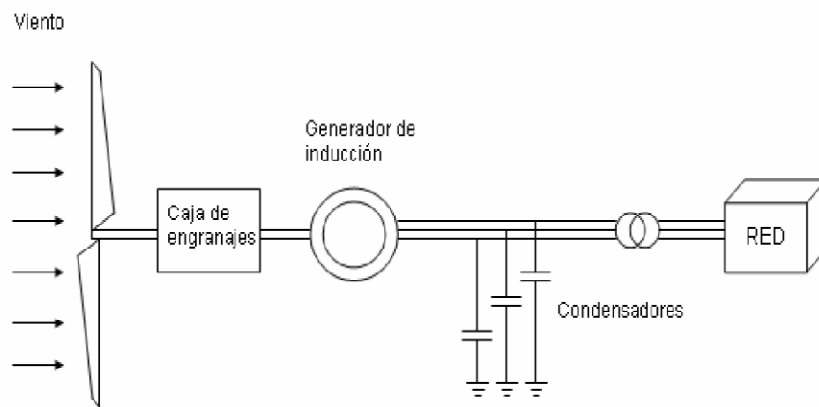 Viento
Generador de
inducción
Caja de
engranajes
RED
Condensadores